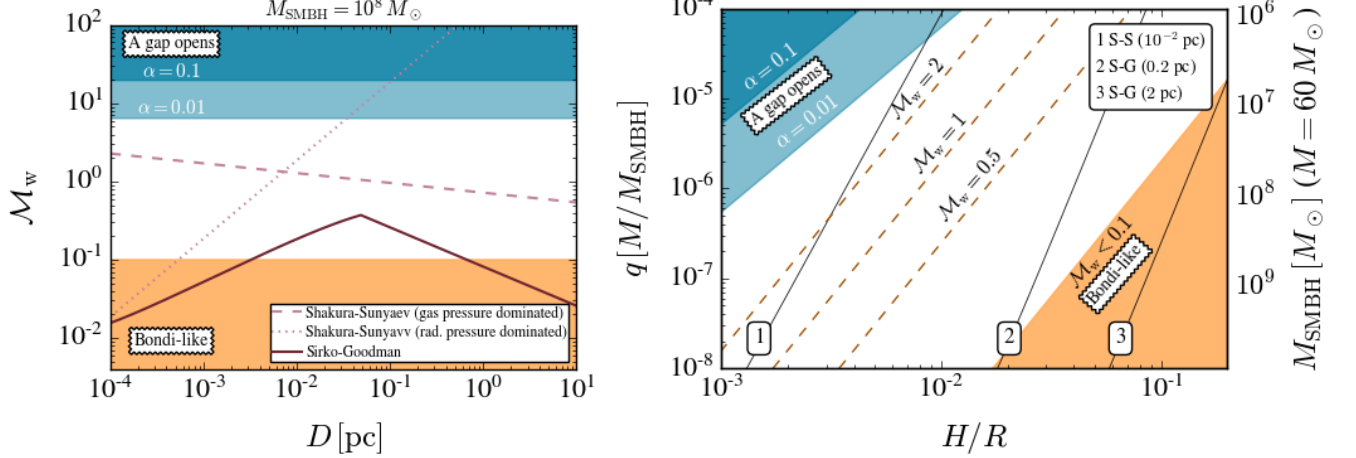 M_SMBH = 10^8 M_⊙
10^2
10^1
10^0
10^-1
10^-2
ℳ_w
A gap opens
α = 0.1
α = 0.01
Bondi-like
Shakura-Sunyaev (gas pressure dominated)
Shakura-Sunyavv (rad. pressure dominated)
Sirko-Goodman
10^-4
10^-3
10^-2
10^-1
10^0
10^1
D [pc]
10^-4
10^-5
10^-6
10^-7
10^-8
q [M/M_SMBH]
α = 0.1
A gap opens
α = 0.01
ℳ_w = 2
ℳ_w = 1
ℳ_w = 0.5
ℳ_w < 0.1
Bondi-like
1 S-S (10^-2 pc)
2 S-G (0.2 pc)
3 S-G (2 pc)
1
2
3
10^-3
10^-2
10^-1
H/R
10^6
10^7
10^8
10^9
M_SMBH [M_⊙] (M = 60 M_⊙)